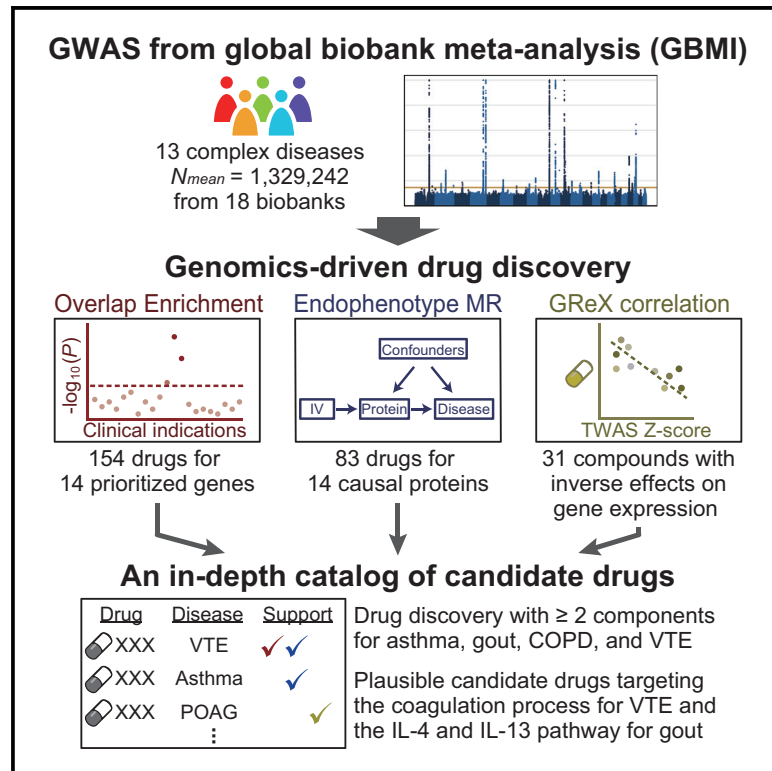 GWAS from global biobank meta-analysis (GBMI)
13 complex diseases
Nmean = 1,329,242
from 18 biobanks
Genomics-driven drug discovery
Overlap Enrichment
-log10(P)
Clinical indications
154 drugs for
14 prioritized genes
Endophenotype MR
Confounders
IV Protein Disease
83 drugs for
14 causal proteins
GReX correlation
TWAS Z-score
31 compounds with
inverse effects on
gene expression
An in-depth catalog of candidate drugs
Drug Disease Support
XXX VTE ✓ ✓
XXX Asthma ✓
XXX POAG ✓
⋮
Drug discovery with ≥ 2 components
for asthma, gout, COPD, and VTE
Plausible candidate drugs targeting
the coagulation process for VTE and
the IL-4 and IL-13 pathway for gout